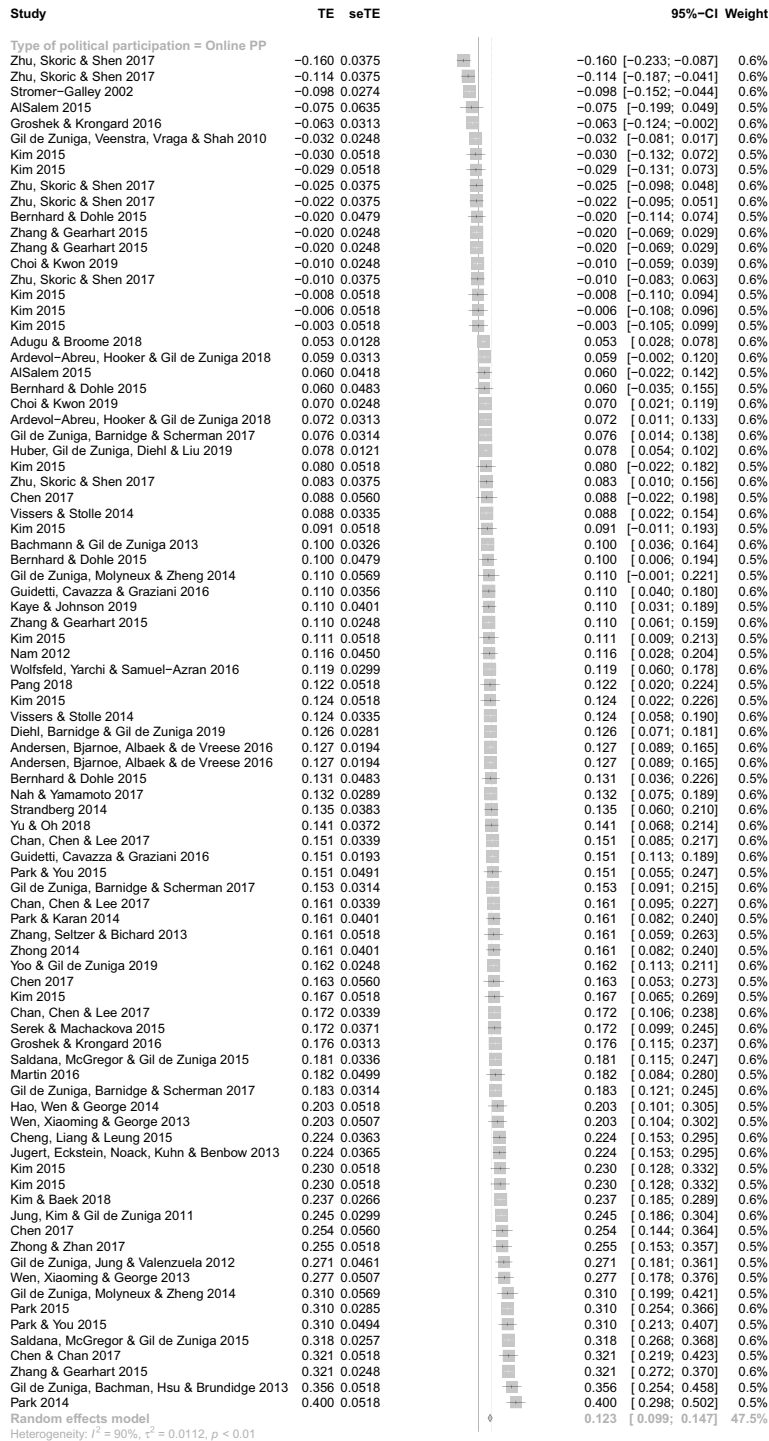 Study TE seTE 95%−CI Weight
Type of political participation = Online PP
Zhu, Skoric & Shen 2017 −0.160 0.0375 −0.160 [−0.233; −0.087] 0.6%
Zhu, Skoric & Shen 2017 −0.114 0.0375 −0.114 [−0.187; −0.041] 0.6%
Stromer-Galley 2002 −0.098 0.0274 −0.098 [−0.152; −0.044] 0.6%
AlSalem 2015 −0.075 0.0635 −0.075 [−0.199; 0.049] 0.5%
Groshek & Krongard 2016 −0.063 0.0313 −0.063 [−0.124; −0.002] 0.6%
Gil de Zuniga, Veenstra, Vraga & Shah 2010 −0.032 0.0248 −0.032 [−0.081; 0.017] 0.6%
Kim 2015 −0.030 0.0518 −0.030 [−0.132; 0.072] 0.5%
Kim 2015 −0.029 0.0518 −0.029 [−0.131; 0.073] 0.5%
Zhu, Skoric & Shen 2017 −0.025 0.0375 −0.025 [−0.098; 0.048] 0.6%
Zhu, Skoric & Shen 2017 −0.022 0.0375 −0.022 [−0.095; 0.051] 0.6%
Bernhard & Dohle 2015 −0.020 0.0479 −0.020 [−0.114; 0.074] 0.5%
Zhang & Gearhart 2015 −0.020 0.0248 −0.020 [−0.069; 0.029] 0.6%
Zhang & Gearhart 2015 −0.020 0.0248 −0.020 [−0.069; 0.029] 0.6%
Choi & Kwon 2019 −0.010 0.0248 −0.010 [−0.059; 0.039] 0.6%
Zhu, Skoric & Shen 2017 −0.010 0.0375 −0.010 [−0.083; 0.063] 0.6%
Kim 2015 −0.008 0.0518 −0.008 [−0.110; 0.094] 0.5%
Kim 2015 −0.006 0.0518 −0.006 [−0.108; 0.096] 0.5%
Kim 2015 −0.003 0.0518 −0.003 [−0.105; 0.099] 0.5%
Adugu & Broome 2018 0.053 0.0128 0.053 [ 0.028; 0.078] 0.6%
Ardevol−Abreu, Hooker & Gil de Zuniga 2018 0.059 0.0313 0.059 [−0.002; 0.120] 0.6%
AlSalem 2015 0.060 0.0418 0.060 [−0.022; 0.142] 0.5%
Bernhard & Dohle 2015 0.060 0.0483 0.060 [−0.035; 0.155] 0.5%
Choi & Kwon 2019 0.070 0.0248 0.070 [ 0.021; 0.119] 0.6%
Ardevol−Abreu, Hooker & Gil de Zuniga 2018 0.072 0.0313 0.072 [ 0.011; 0.133] 0.6%
Gil de Zuniga, Barnidge & Scherman 2017 0.076 0.0314 0.076 [ 0.014; 0.138] 0.6%
Huber, Gil de Zuniga, Diehl & Liu 2019 0.078 0.0121 0.078 [ 0.054; 0.102] 0.6%
Kim 2015 0.080 0.0518 0.080 [−0.022; 0.182] 0.5%
Zhu, Skoric & Shen 2017 0.083 0.0375 0.083 [ 0.010; 0.156] 0.6%
Chen 2017 0.088 0.0560 0.088 [−0.022; 0.198] 0.5%
Vissers & Stolle 2014 0.088 0.0335 0.088 [ 0.022; 0.154] 0.6%
Kim 2015 0.091 0.0518 0.091 [−0.011; 0.193] 0.5%
Bachmann & Gil de Zuniga 2013 0.100 0.0326 0.100 [ 0.036; 0.164] 0.6%
Bernhard & Dohle 2015 0.100 0.0479 0.100 [ 0.006; 0.194] 0.5%
Gil de Zuniga, Molyneux & Zheng 2014 0.110 0.0569 0.110 [−0.001; 0.221] 0.5%
Guidetti, Cavazza & Graziani 2016 0.110 0.0356 0.110 [ 0.040; 0.180] 0.6%
Kaye & Johnson 2019 0.110 0.0401 0.110 [ 0.031; 0.189] 0.5%
Zhang & Gearhart 2015 0.110 0.0248 0.110 [ 0.061; 0.159] 0.6%
Kim 2015 0.111 0.0518 0.111 [ 0.009; 0.213] 0.5%
Nam 2012 0.116 0.0450 0.116 [ 0.028; 0.204] 0.5%
Wolfsfeld, Yarchi & Samuel−Azran 2016 0.119 0.0299 0.119 [ 0.060; 0.178] 0.6%
Pang 2018 0.122 0.0518 0.122 [ 0.020; 0.224] 0.5%
Kim 2015 0.124 0.0518 0.124 [ 0.022; 0.226] 0.5%
Vissers & Stolle 2014 0.124 0.0335 0.124 [ 0.058; 0.190] 0.6%
Diehl, Barnidge & Gil de Zuniga 2019 0.126 0.0281 0.126 [ 0.071; 0.181] 0.6%
Andersen, Bjarnoe, Albaek & de Vreese 2016 0.127 0.0194 0.127 [ 0.089; 0.165] 0.6%
Andersen, Bjarnoe, Albaek & de Vreese 2016 0.127 0.0194 0.127 [ 0.089; 0.165] 0.6%
Bernhard & Dohle 2015 0.131 0.0483 0.131 [ 0.036; 0.226] 0.5%
Nah & Yamamoto 2017 0.132 0.0289 0.132 [ 0.075; 0.189] 0.6%
Strandberg 2014 0.135 0.0383 0.135 [ 0.060; 0.210] 0.6%
Yu & Oh 2018 0.141 0.0372 0.141 [ 0.068; 0.214] 0.6%
Chan, Chen & Lee 2017 0.151 0.0339 0.151 [ 0.085; 0.217] 0.6%
Guidetti, Cavazza & Graziani 2016 0.151 0.0193 0.151 [ 0.113; 0.189] 0.6%
Park & You 2015 0.151 0.0491 0.151 [ 0.055; 0.247] 0.5%
Gil de Zuniga, Barnidge & Scherman 2017 0.153 0.0314 0.153 [ 0.091; 0.215] 0.6%
Chan, Chen & Lee 2017 0.161 0.0339 0.161 [ 0.095; 0.227] 0.6%
Park & Karan 2014 0.161 0.0401 0.161 [ 0.082; 0.240] 0.5%
Zhang, Seltzer & Bichard 2013 0.161 0.0518 0.161 [ 0.059; 0.263] 0.5%
Zhong 2014 0.161 0.0401 0.161 [ 0.082; 0.240] 0.5%
Yoo & Gil de Zuniga 2019 0.162 0.0248 0.162 [ 0.113; 0.211] 0.6%
Chen 2017 0.163 0.0560 0.163 [ 0.053; 0.273] 0.5%
Kim 2015 0.167 0.0518 0.167 [ 0.065; 0.269] 0.5%
Chan, Chen & Lee 2017 0.172 0.0339 0.172 [ 0.106; 0.238] 0.6%
Serek & Machackova 2015 0.172 0.0371 0.172 [ 0.099; 0.245] 0.6%
Groshek & Krongard 2016 0.176 0.0313 0.176 [ 0.115; 0.237] 0.6%
Saldana, McGregor & Gil de Zuniga 2015 0.181 0.0336 0.181 [ 0.115; 0.247] 0.6%
Martin 2016 0.182 0.0499 0.182 [ 0.084; 0.280] 0.5%
Gil de Zuniga, Barnidge & Scherman 2017 0.183 0.0314 0.183 [ 0.121; 0.245] 0.6%
Hao, Wen & George 2014 0.203 0.0518 0.203 [ 0.101; 0.305] 0.5%
Wen, Xiaoming & George 2013 0.203 0.0507 0.203 [ 0.104; 0.302] 0.5%
Cheng, Liang & Leung 2015 0.224 0.0363 0.224 [ 0.153; 0.295] 0.6%
Jugert, Eckstein, Noack, Kuhn & Benbow 2013 0.224 0.0365 0.224 [ 0.153; 0.295] 0.6%
Kim 2015 0.230 0.0518 0.230 [ 0.128; 0.332] 0.5%
Kim 2015 0.230 0.0518 0.230 [ 0.128; 0.332] 0.5%
Kim & Baek 2018 0.237 0.0266 0.237 [ 0.185; 0.289] 0.6%
Jung, Kim & Gil de Zuniga 2011 0.245 0.0299 0.245 [ 0.186; 0.304] 0.6%
Chen 2017 0.254 0.0560 0.254 [ 0.144; 0.364] 0.5%
Zhong & Zhan 2017 0.255 0.0518 0.255 [ 0.153; 0.357] 0.5%
Gil de Zuniga, Jung & Valenzuela 2012 0.271 0.0461 0.271 [ 0.181; 0.361] 0.5%
Wen, Xiaoming & George 2013 0.277 0.0507 0.277 [ 0.178; 0.376] 0.5%
Gil de Zuniga, Molyneux & Zheng 2014 0.310 0.0569 0.310 [ 0.199; 0.421] 0.5%
Park 2015 0.310 0.0285 0.310 [ 0.254; 0.366] 0.6%
Park & You 2015 0.310 0.0494 0.310 [ 0.213; 0.407] 0.5%
Saldana, McGregor & Gil de Zuniga 2015 0.318 0.0257 0.318 [ 0.268; 0.368] 0.6%
Chen & Chan 2017 0.321 0.0518 0.321 [ 0.219; 0.423] 0.5%
Zhang & Gearhart 2015 0.321 0.0248 0.321 [ 0.272; 0.370] 0.6%
Gil de Zuniga, Bachman, Hsu & Brundidge 2013 0.356 0.0518 0.356 [ 0.254; 0.458] 0.5%
Park 2014 0.400 0.0518 0.400 [ 0.298; 0.502] 0.5%
Random effects model 0.123 [ 0.099; 0.147] 47.5%
Heterogeneity: I² = 90%, τ² = 0.0112, p < 0.01